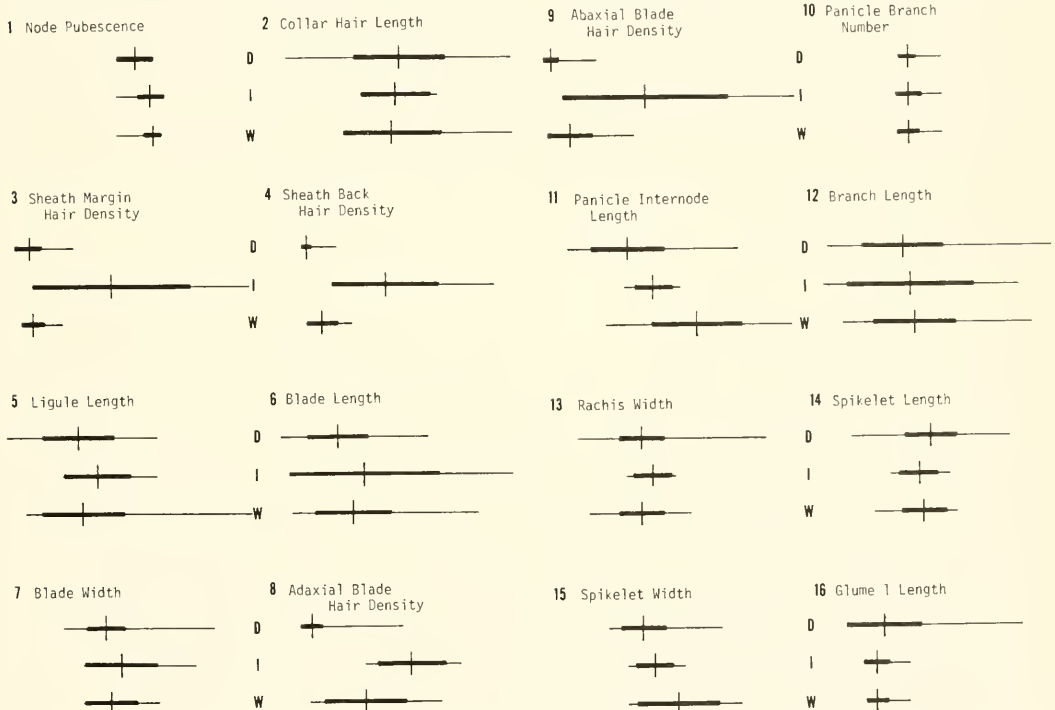 1 Node Pubescence
2 Collar Hair Length
9 Abaxial Blade
Hair Density
10 Panicle Branch
Number
D
I
W
D
I
W
3 Sheath Margin
Hair Density
4 Sheath Back
Hair Density
11 Panicle Internode
Length
12 Branch Length
D
I
W
D
I
W
5 Ligule Length
6 Blade Length
13 Rachis Width
14 Spikelet Length
D
I
W
D
I
W
7 Blade Width
8 Adaxial Blade
Hair Density
15 Spikelet Width
16 Glume 1 Length
D
I
W
D
I
W